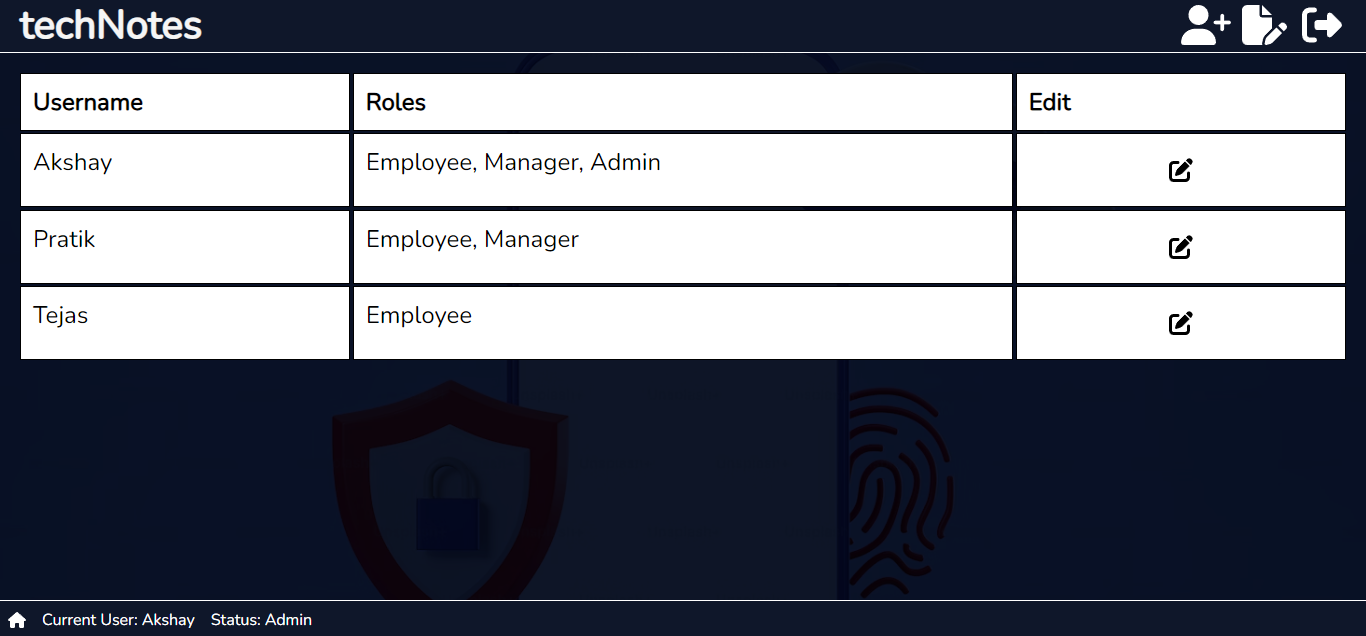 techNotes
Username Roles Edit
Akshay Employee, Manager, Admin
Pratik Employee, Manager
Tejas Employee
Current User: Akshay Status: Admin